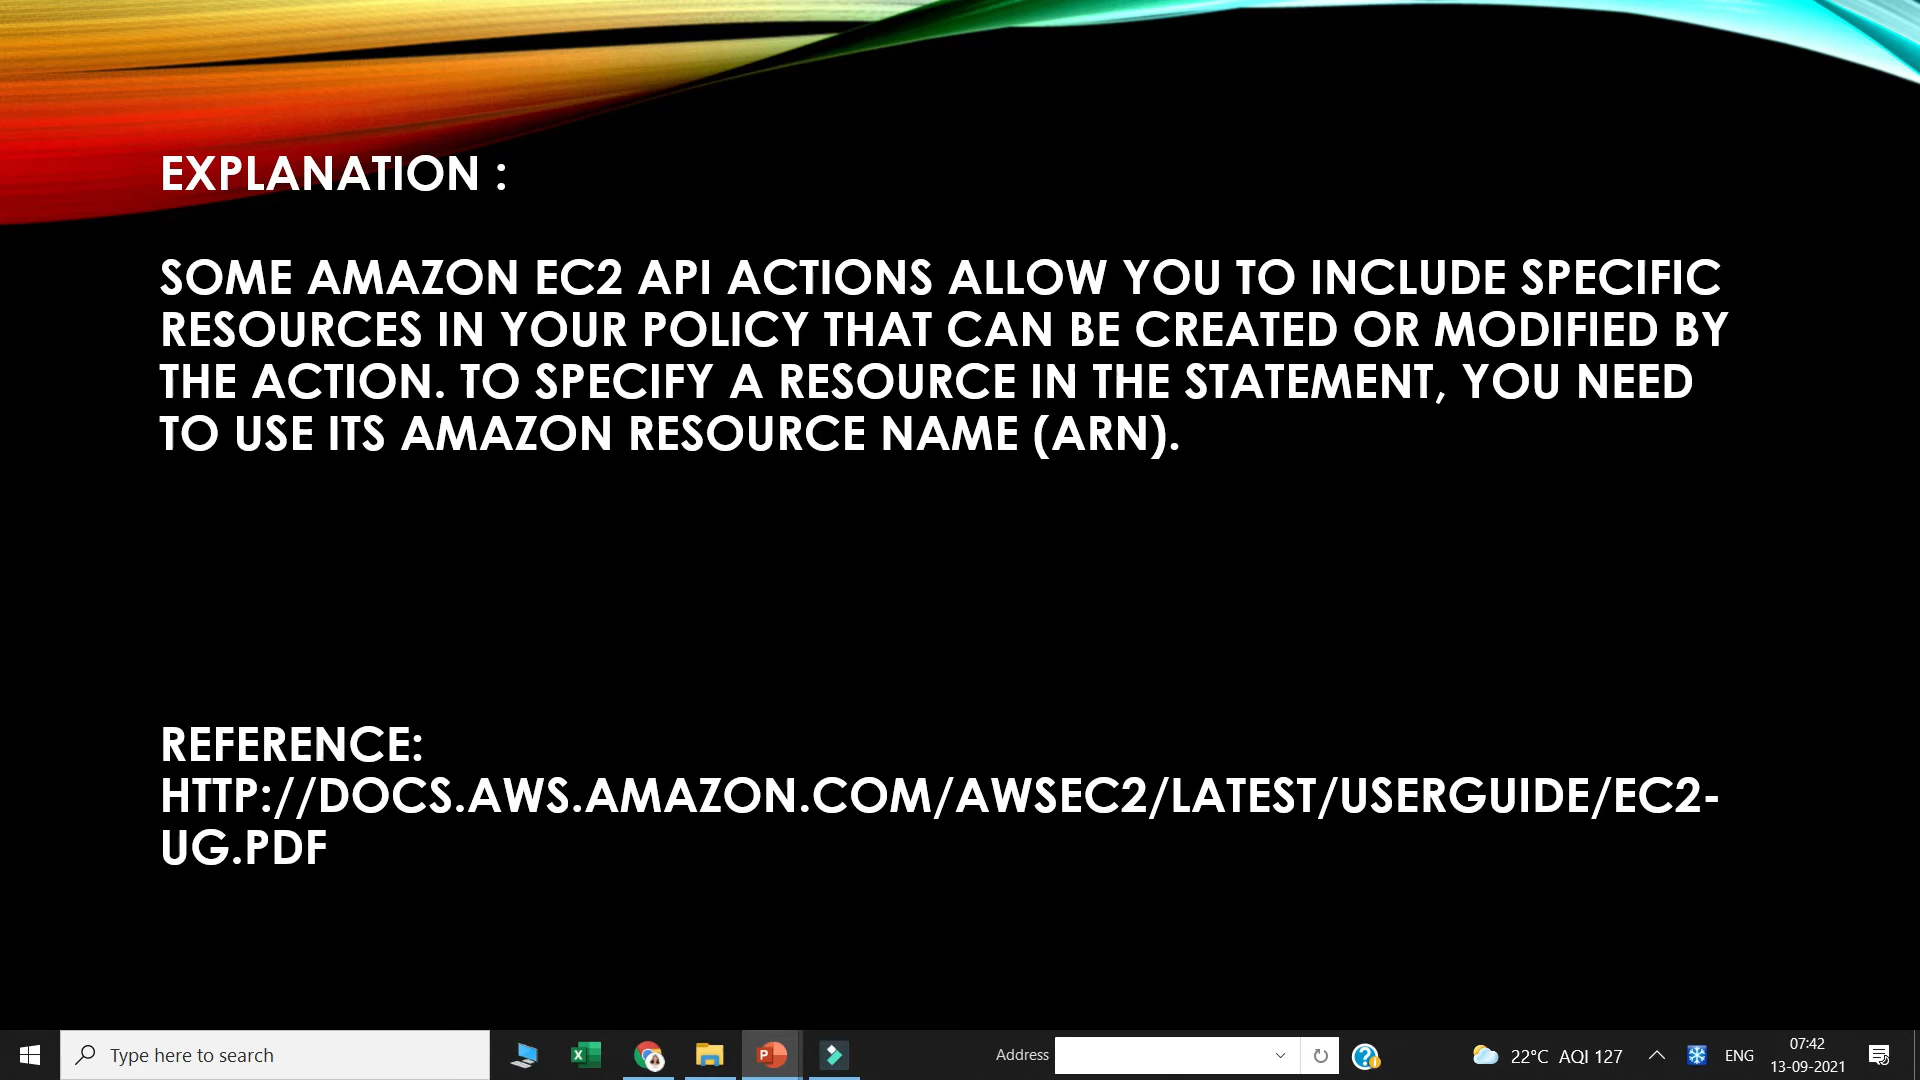 EXPLANATION :
SOME AMAZON EC2 API ACTIONS ALLOW YOU TO INCLUDE SPECIFIC
RESOURCES IN YOUR POLICY THAT CAN BE CREATED OR MODIFIED BY
THE ACTION. TO SPECIFY A RESOURCE IN THE STATEMENT, YOU NEED
TO USE ITS AMAZON RESOURCE NAME (ARN).
REFERENCE:
HTTP://DOCS.AWS.AMAZON.COM/AWSEC2/LATEST/USERGUIDE/EC2-
UG.PDF
Type here to search
Address
22°C AQI 127
ENG
07:42
13-09-2021